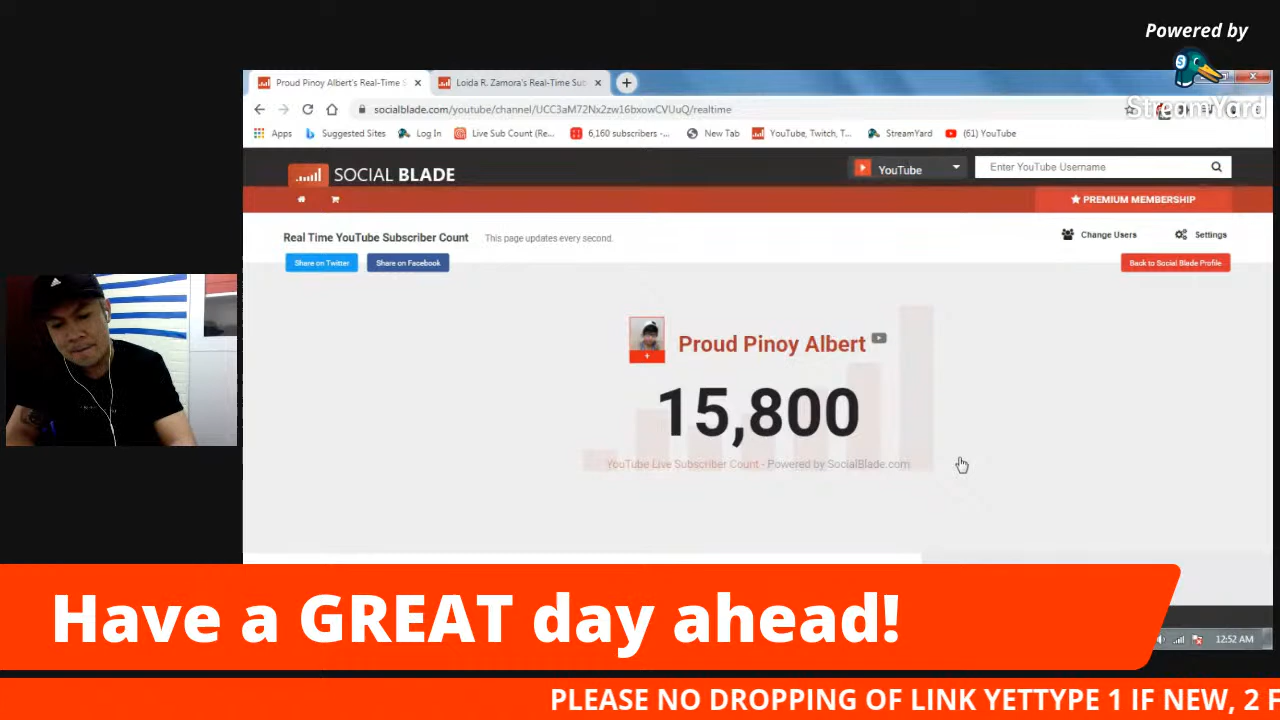 Powered by
StreamYard
Proud Pinoy Albert's Real-Time S
Loida R. Zamora's Real-Time Sub
socialblade.com/youtube/channel/UCC3aM72Nx2zw16bxowCVUuQ/realtime
Apps
Suggested Sites
Log In
Live Sub Count (Re...
6,160 subscribers -...
New Tab
YouTube, Twitch, T...
StreamYard
(61) YouTube
SOCIAL BLADE
YouTube
Enter YouTube Username
PREMIUM MEMBERSHIP
Real Time YouTube Subscriber Count
This page updates every second.
Change Users
Settings
Share on Twitter
Share on Facebook
Back to Social Blade Profile
Proud Pinoy Albert
15,800
YouTube Live Subscriber Count - Powered by SocialBlade.com
Have a GREAT day ahead!
12:52 AM
PLEASE NO DROPPING OF LINK YETTYPE 1 IF NEW, 2 F